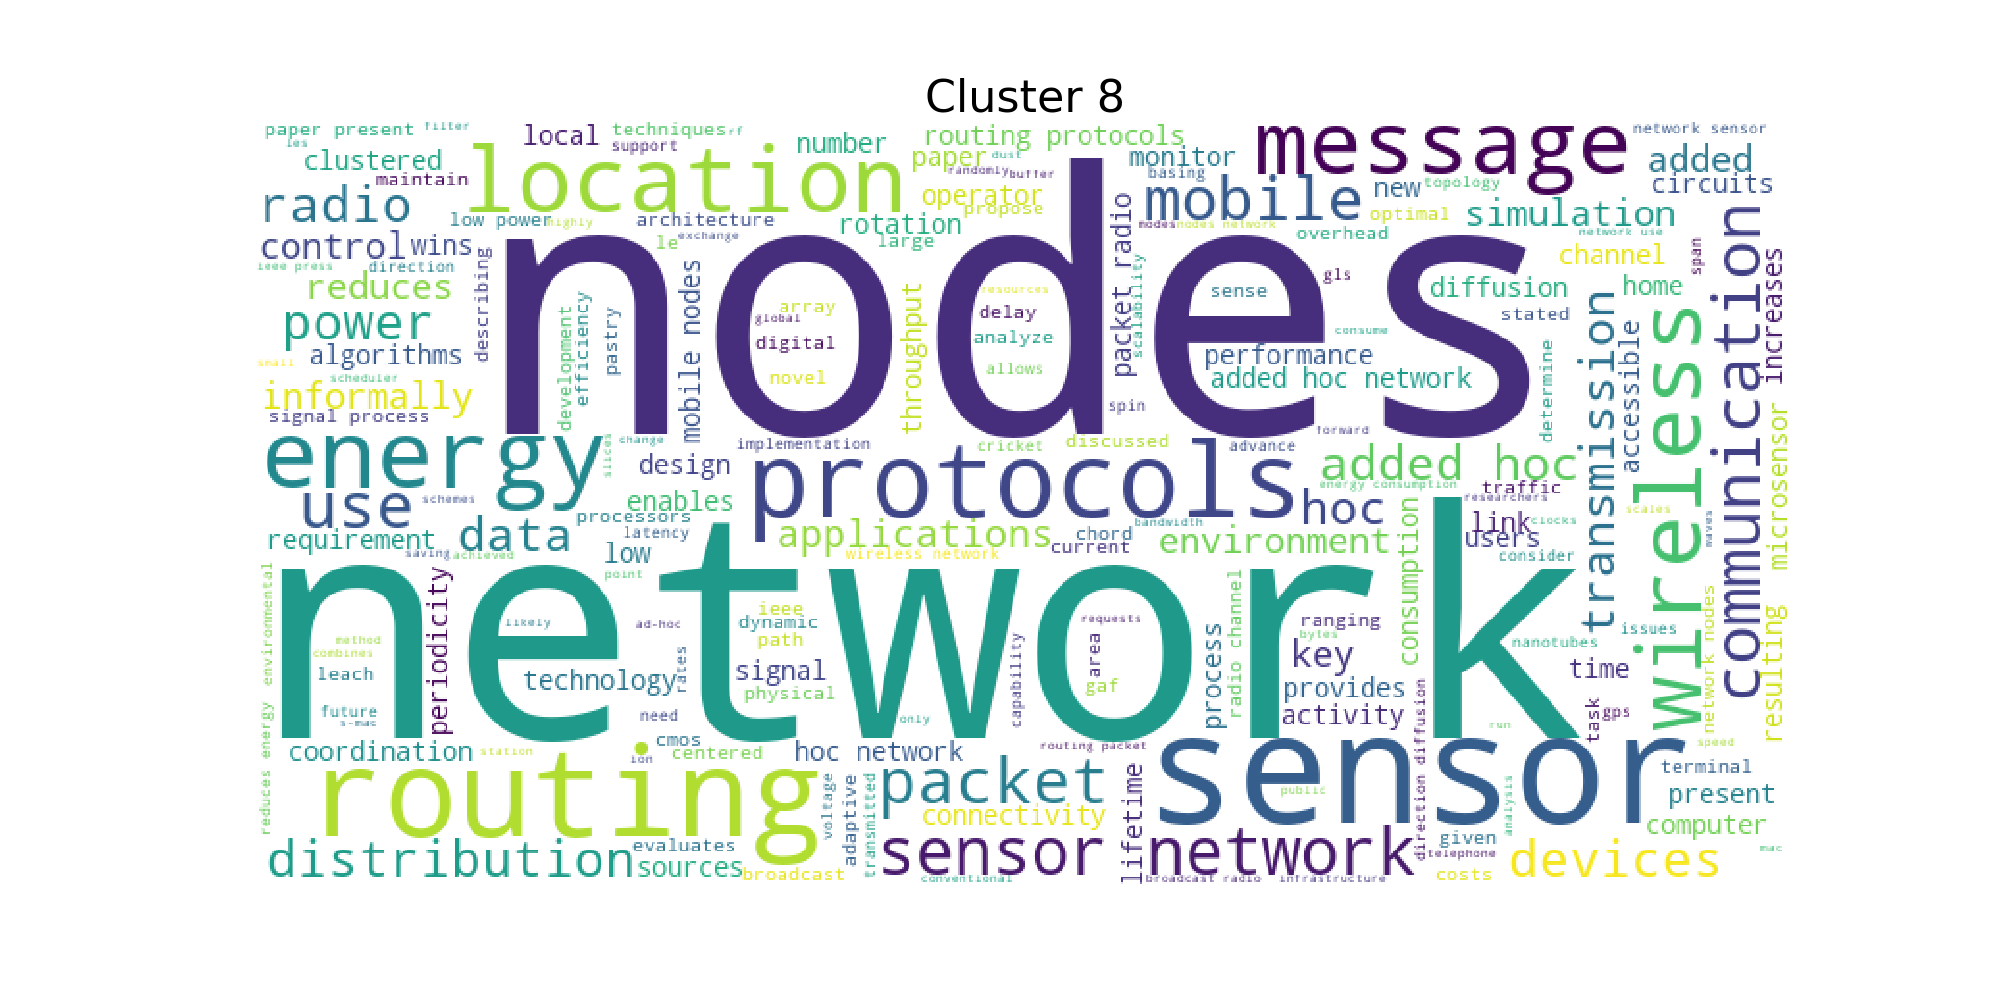 Cluster 8
paper present
filter
les
local
techniques
rf
support
number
routing protocols
message
network sensor
clustered
maintain
location
paper
dust
randomly
buffer
monitor
basing
mobile
new
topology
added
circuits
radio
low power
highly
architecture
operator
propose
rotation
nodes
nodes network
optimal
simulation
network use
control
wins
le
exchange
large
packet radio
overhead
channel
span
communication
ieee press
direction
describing
nodes
scalability
gls
reduces
power
algorithms
small
scheduler
informally
signal process
development
efficiency
pastry
mobile nodes
array
global
digital
novel
throughput
resources
delay
analyze
allows
spin
sense
consume
performance
added hoc network
diffusion
stated
home
determine
transmission
accessible
wireless
increases
energy
slices
change
implementation
cricket
discussed
advance
forward
use
schemes
design
enables
protocols
hoc
added hoc
energy consumption
traffic
researchers
link
clocks
users
consider
scales
waves
microsensor
requirement
data
saving
achieved
processors
latency
low
point
applications
wireless network
chord
current
bandwidth
environment
consumption
network
reduces energy
environmental
periodicity
likely
method
combines
leach
future
s-mac
ad-hoc
technology
rates
need
ieee
dynamic
path
signal
physical
only
capability
requests
area
gaf
process
radio channel
ranging
bytes
key
provides
activity
direction diffusion
run
nanotubes
issues
time
task
gps
network nodes
resulting
speed
coordination
station
ion
cmos
centered
hoc network
routing packet
routing
voltage
adaptive
transmitted
packet
connectivity
lifetime
sensor
public
analysis
terminal
present
computer
mac
distribution
evaluates
sources
broadcast
sensor network
conventional
broadcast radio
infrastructure
given
telephone
costs
devices